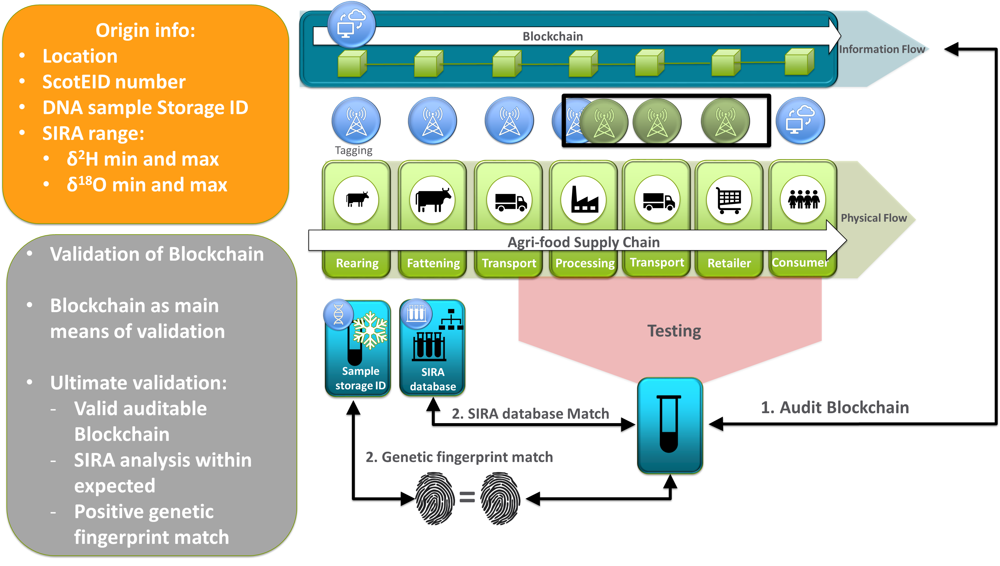 Origin info:
• Location
• ScotEID number
• DNA sample Storage ID
• SIRA range:
• δ²H min and max
• δ¹⁸O min and max
• Validation of Blockchain
• Blockchain as main
means of validation
• Ultimate validation:
- Valid auditable
Blockchain
- SIRA analysis within
expected
- Positive genetic
fingerprint match
Blockchain
Information Flow
Tagging
Physical Flow
Agri-food Supply Chain
Rearing
Fattening
Transport
Processing
Transport
Retailer
Consumer
Testing
Sample
storage ID
SIRA
database
1. Audit Blockchain
2. SIRA database Match
2. Genetic fingerprint match
=